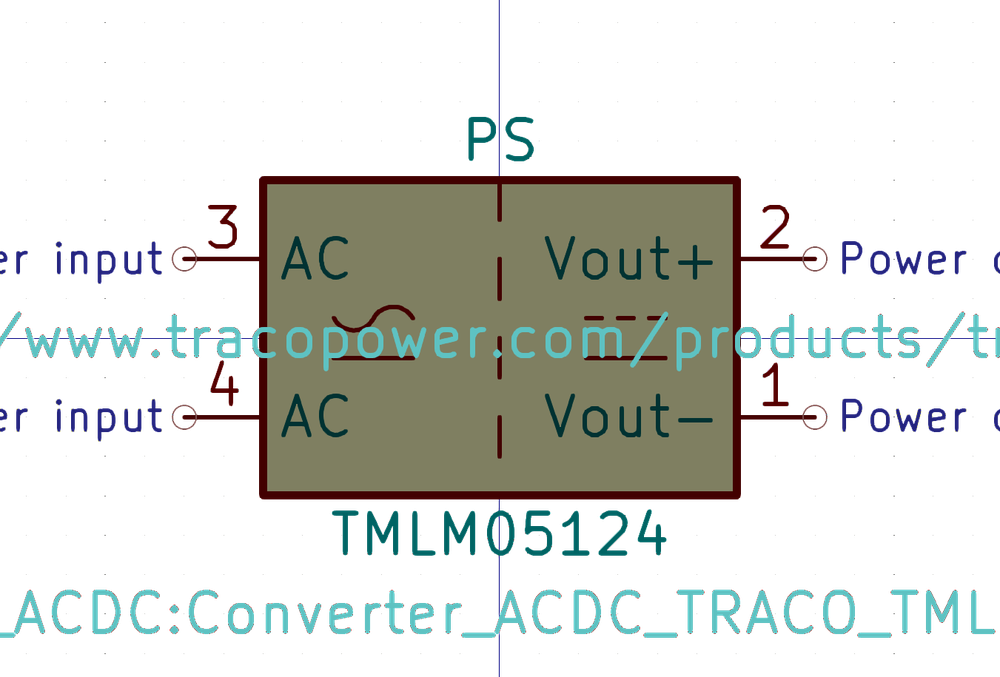 PS
3 2
er input AC Vout+ Power
/www.tracopower.com/products/t
4 1
er input AC Vout- Power
TMLM05124
_ACDC:Converter_ACDC_TRACO_TML